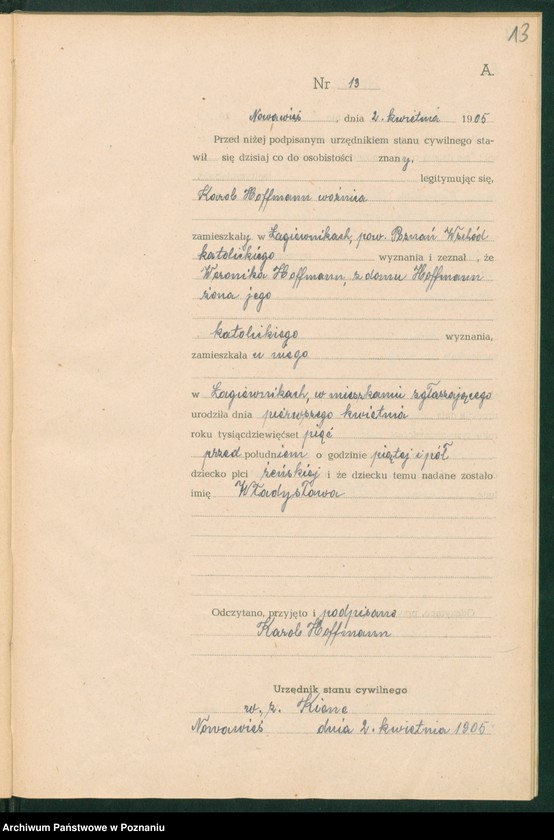 13
A.
Nr 13
Nowawieś, dnia 2. kwietnia 1905
Przed niżej podpisanym urzędnikiem stanu cywilnego sta-
wił się dzisiaj co do osobistości znany,
legitymując się,
Karol Hoffmann woźnica
zamieszkały w Łagiewnikach, pow. Poznań Wschód
katolickiego wyznania i zeznał, że
Weronika Hoffmann, z domu Hoffmann
żona jego
katolickiego wyznania,
zamieszkała u niego
w Łagiewnikach, w mieszkaniu zgłaszającego
urodziła dnia pierwszego kwietnia
roku tysiącdziewięćset pięć
przed południem o godzinie piątej i pół
dziecko płci żeńskiej i że dziecku temu nadane zostało
imię Władysława
Odczytano, przyjęto i podpisano
Karol Hoffmann
Urzędnik stanu cywilnego
w. z. Kiene
Nowawieś dnia 2. kwietnia 1905
Archiwum Państwowe w Poznaniu